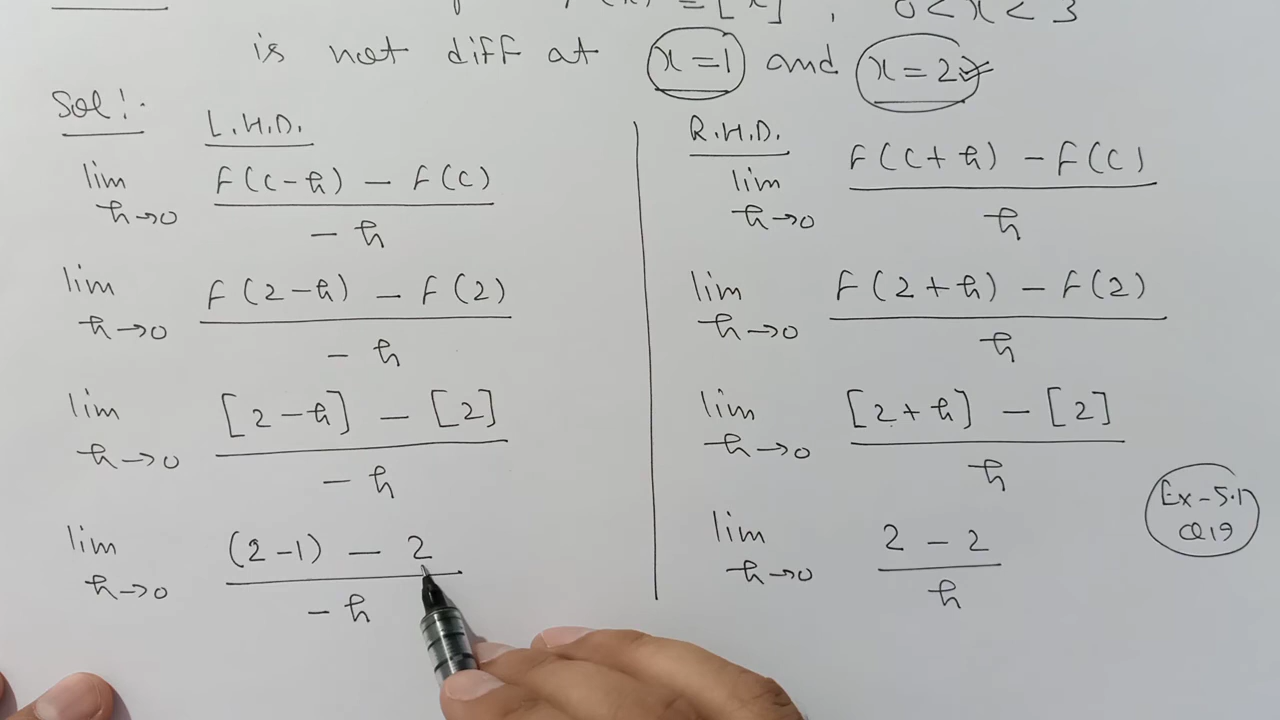 f(x) = [x], 0 < x < 3
is not diff at x = 1 and x = 2
Sol!:
L.H.D.
lim h→0 F(c-h) - F(c) / -h
lim h→0 F(2-h) - F(2) / -h
lim h→0 [2-h] - [2] / -h
lim h→0 (2-1) - 2 / -h
R.H.D.
lim h→0 F(c+h) - F(c) / h
lim h→0 F(2+h) - F(2) / h
lim h→0 [2+h] - [2] / h
lim h→0 2 - 2 / h
Ex-5.1
Q19